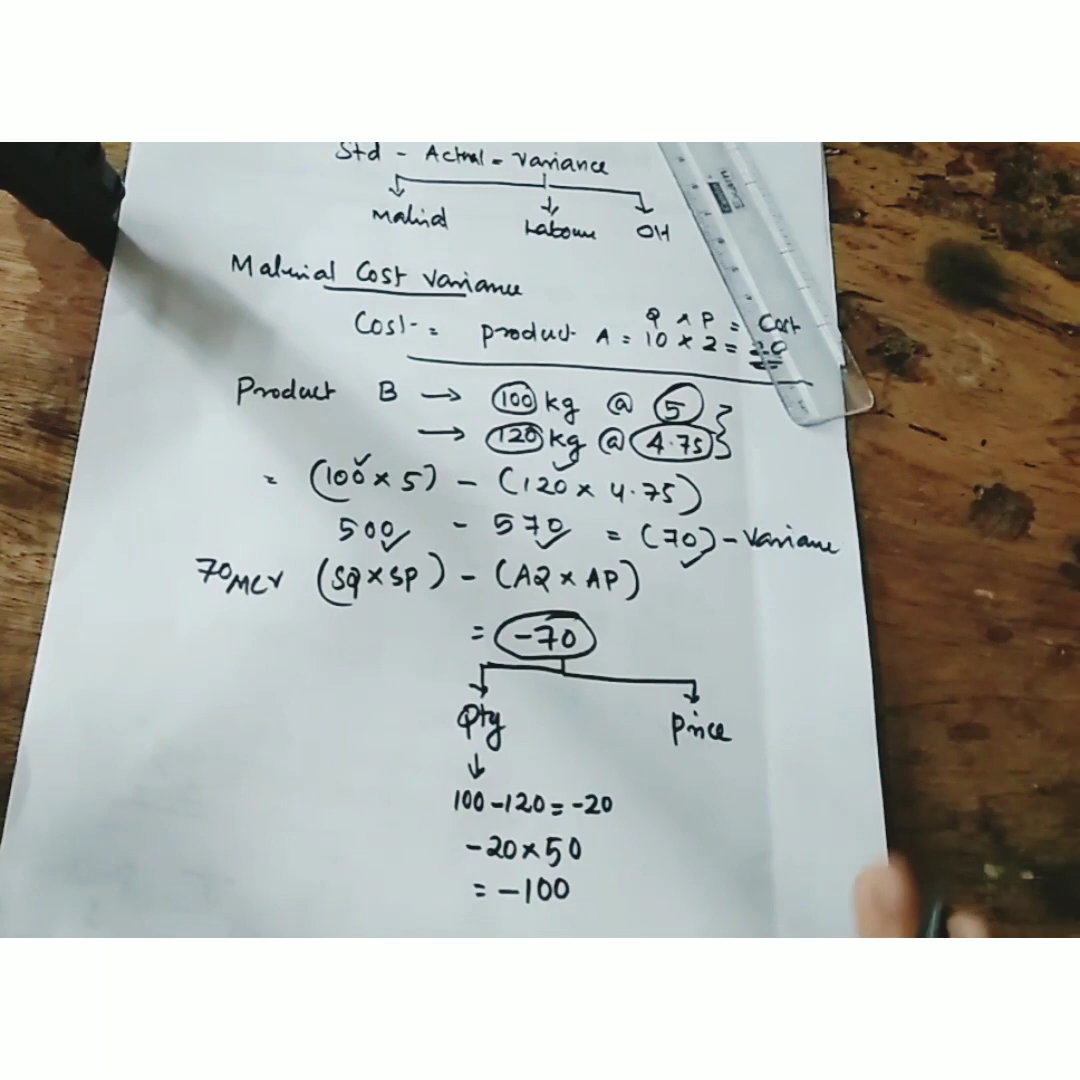 Std - Actual = Variance
Material Labour OH
Material Cost Variance
Q x P = Cost
Cost = product A = 10 x 2 = 20
Product B → 100 kg @ 5
→ 120 kg @ 4.75
= (100 x 5) - (120 x 4.75)
500 - 570 = (70) - Variance
70 MCV (SQ x SP) - (AQ x AP)
= -70
Qty Price
100 - 120 = -20
-20 x 50
= -100